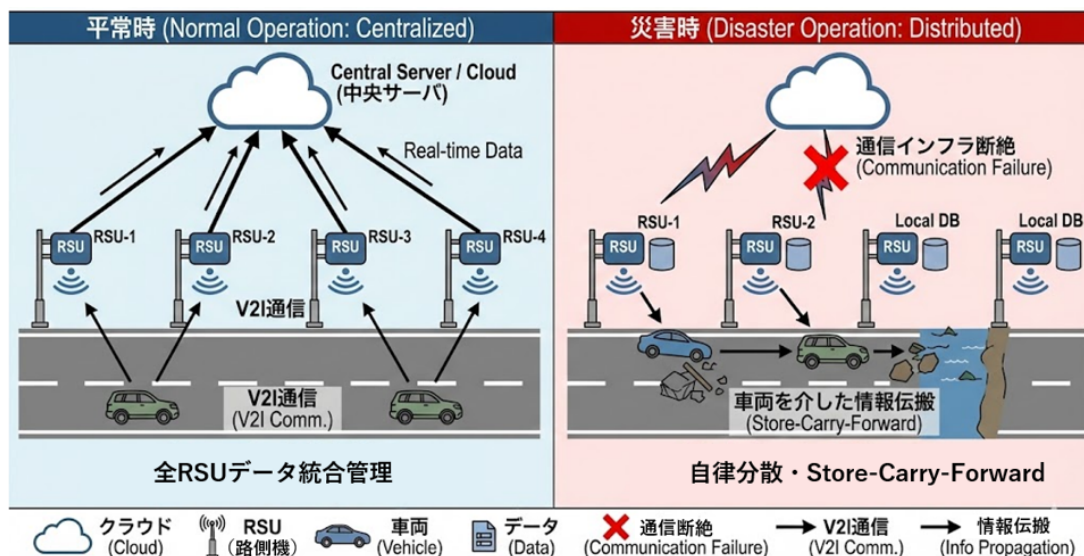 平常時 (Normal Operation: Centralized)
Central Server / Cloud
(中央サーバ)
Real-time Data
RSU RSU-1
RSU RSU-2
RSU RSU-3
RSU RSU-4
V2I通信
V2I通信
(V2I Comm.)
全RSUデータ統合管理
災害時 (Disaster Operation: Distributed)
通信インフラ断絶
(Communication Failure)
RSU-1
RSU
RSU-2
RSU
Local DB
RSU
Local DB
RSU
車両を介した情報伝搬
(Store-Carry-Forward)
自律分散・Store-Carry-Forward
クラウド
(Cloud)
RSU
(路側機)
車両
(Vehicle)
データ
(Data)
通信断絶
(Communication Failure)
V2I通信
(V2I Comm.)
情報伝搬
(Info Propagation)